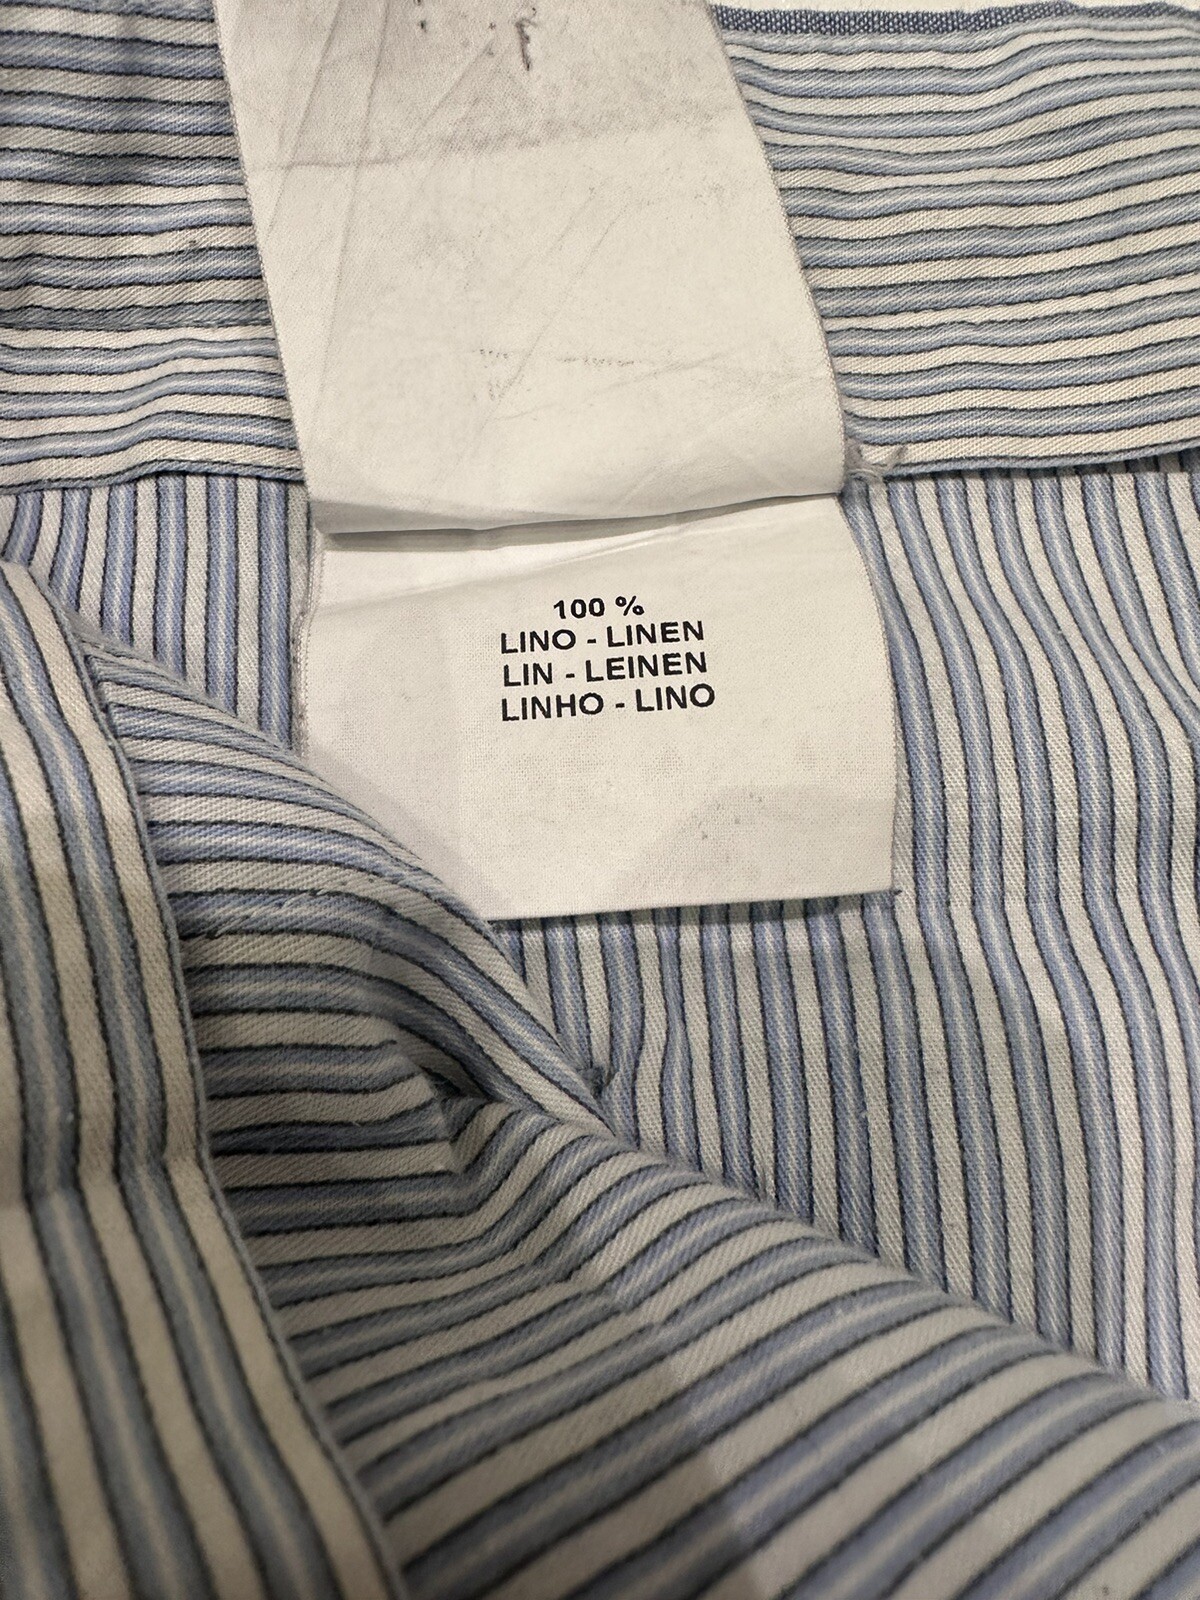 100 %
LINO - LINEN
LIN - LEINEN
LINHO - LINO